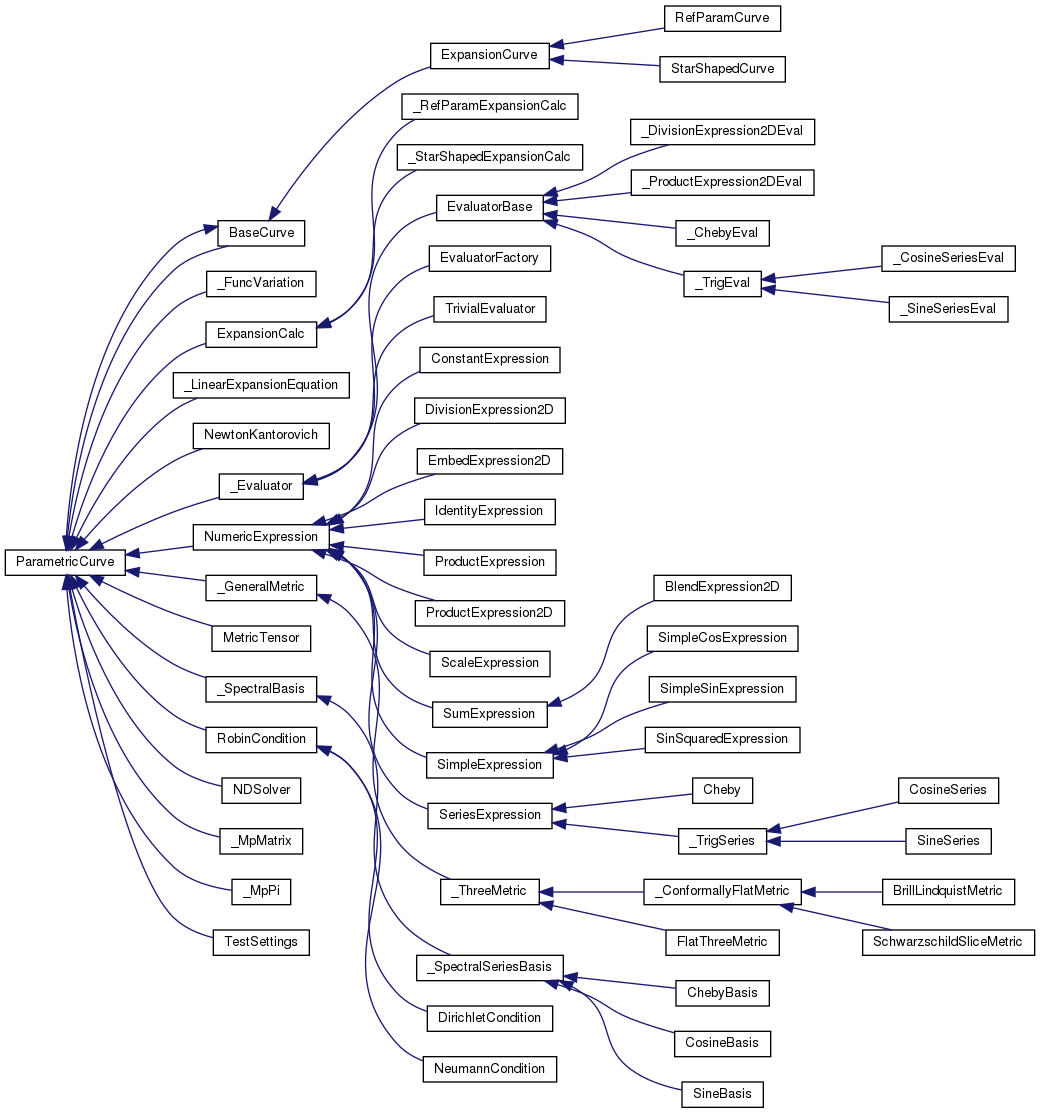 RefParamCurve
ExpansionCurve
StarShapedCurve
_RefParamExpansionCalc
_DivisionExpression2DEval
_StarShapedExpansionCalc
_ProductExpression2DEval
EvaluatorBase
BaseCurve
_ChebyEval
EvaluatorFactory
_CosineSeriesEval
_FuncVariation
_TrigEval
TrivialEvaluator
_SineSeriesEval
ExpansionCalc
ConstantExpression
_LinearExpansionEquation
DivisionExpression2D
NewtonKantorovich
EmbedExpression2D
_Evaluator
IdentityExpression
NumericExpression
ParametricCurve
ProductExpression
_GeneralMetric
BlendExpression2D
ProductExpression2D
MetricTensor
SimpleCosExpression
ScaleExpression
_SpectralBasis
SimpleSinExpression
SumExpression
RobinCondition
SinSquaredExpression
SimpleExpression
NDSolver
Cheby
CosineSeries
SeriesExpression
_MpMatrix
_TrigSeries
SineSeries
_MpPi
_ThreeMetric
_ConformallyFlatMetric
BrillLindquistMetric
TestSettings
FlatThreeMetric
SchwarzschildSliceMetric
_SpectralSeriesBasis
ChebyBasis
DirichletCondition
CosineBasis
NeumannCondition
SineBasis